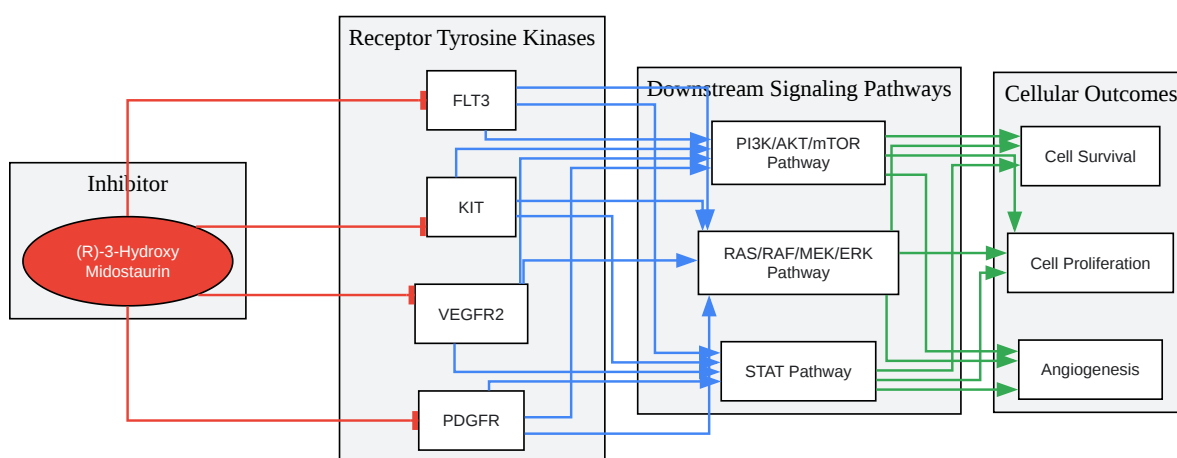 Inhibitor
(R)-3-Hydroxy
Midostaurin
Receptor Tyrosine Kinases
FLT3
KIT
VEGFR2
PDGFR
Downstream Signaling Pathways
PI3K/AKT/mTOR
Pathway
RAS/RAF/MEK/ERK
Pathway
STAT Pathway
Cellular Outcomes
Cell Survival
Cell Proliferation
Angiogenesis